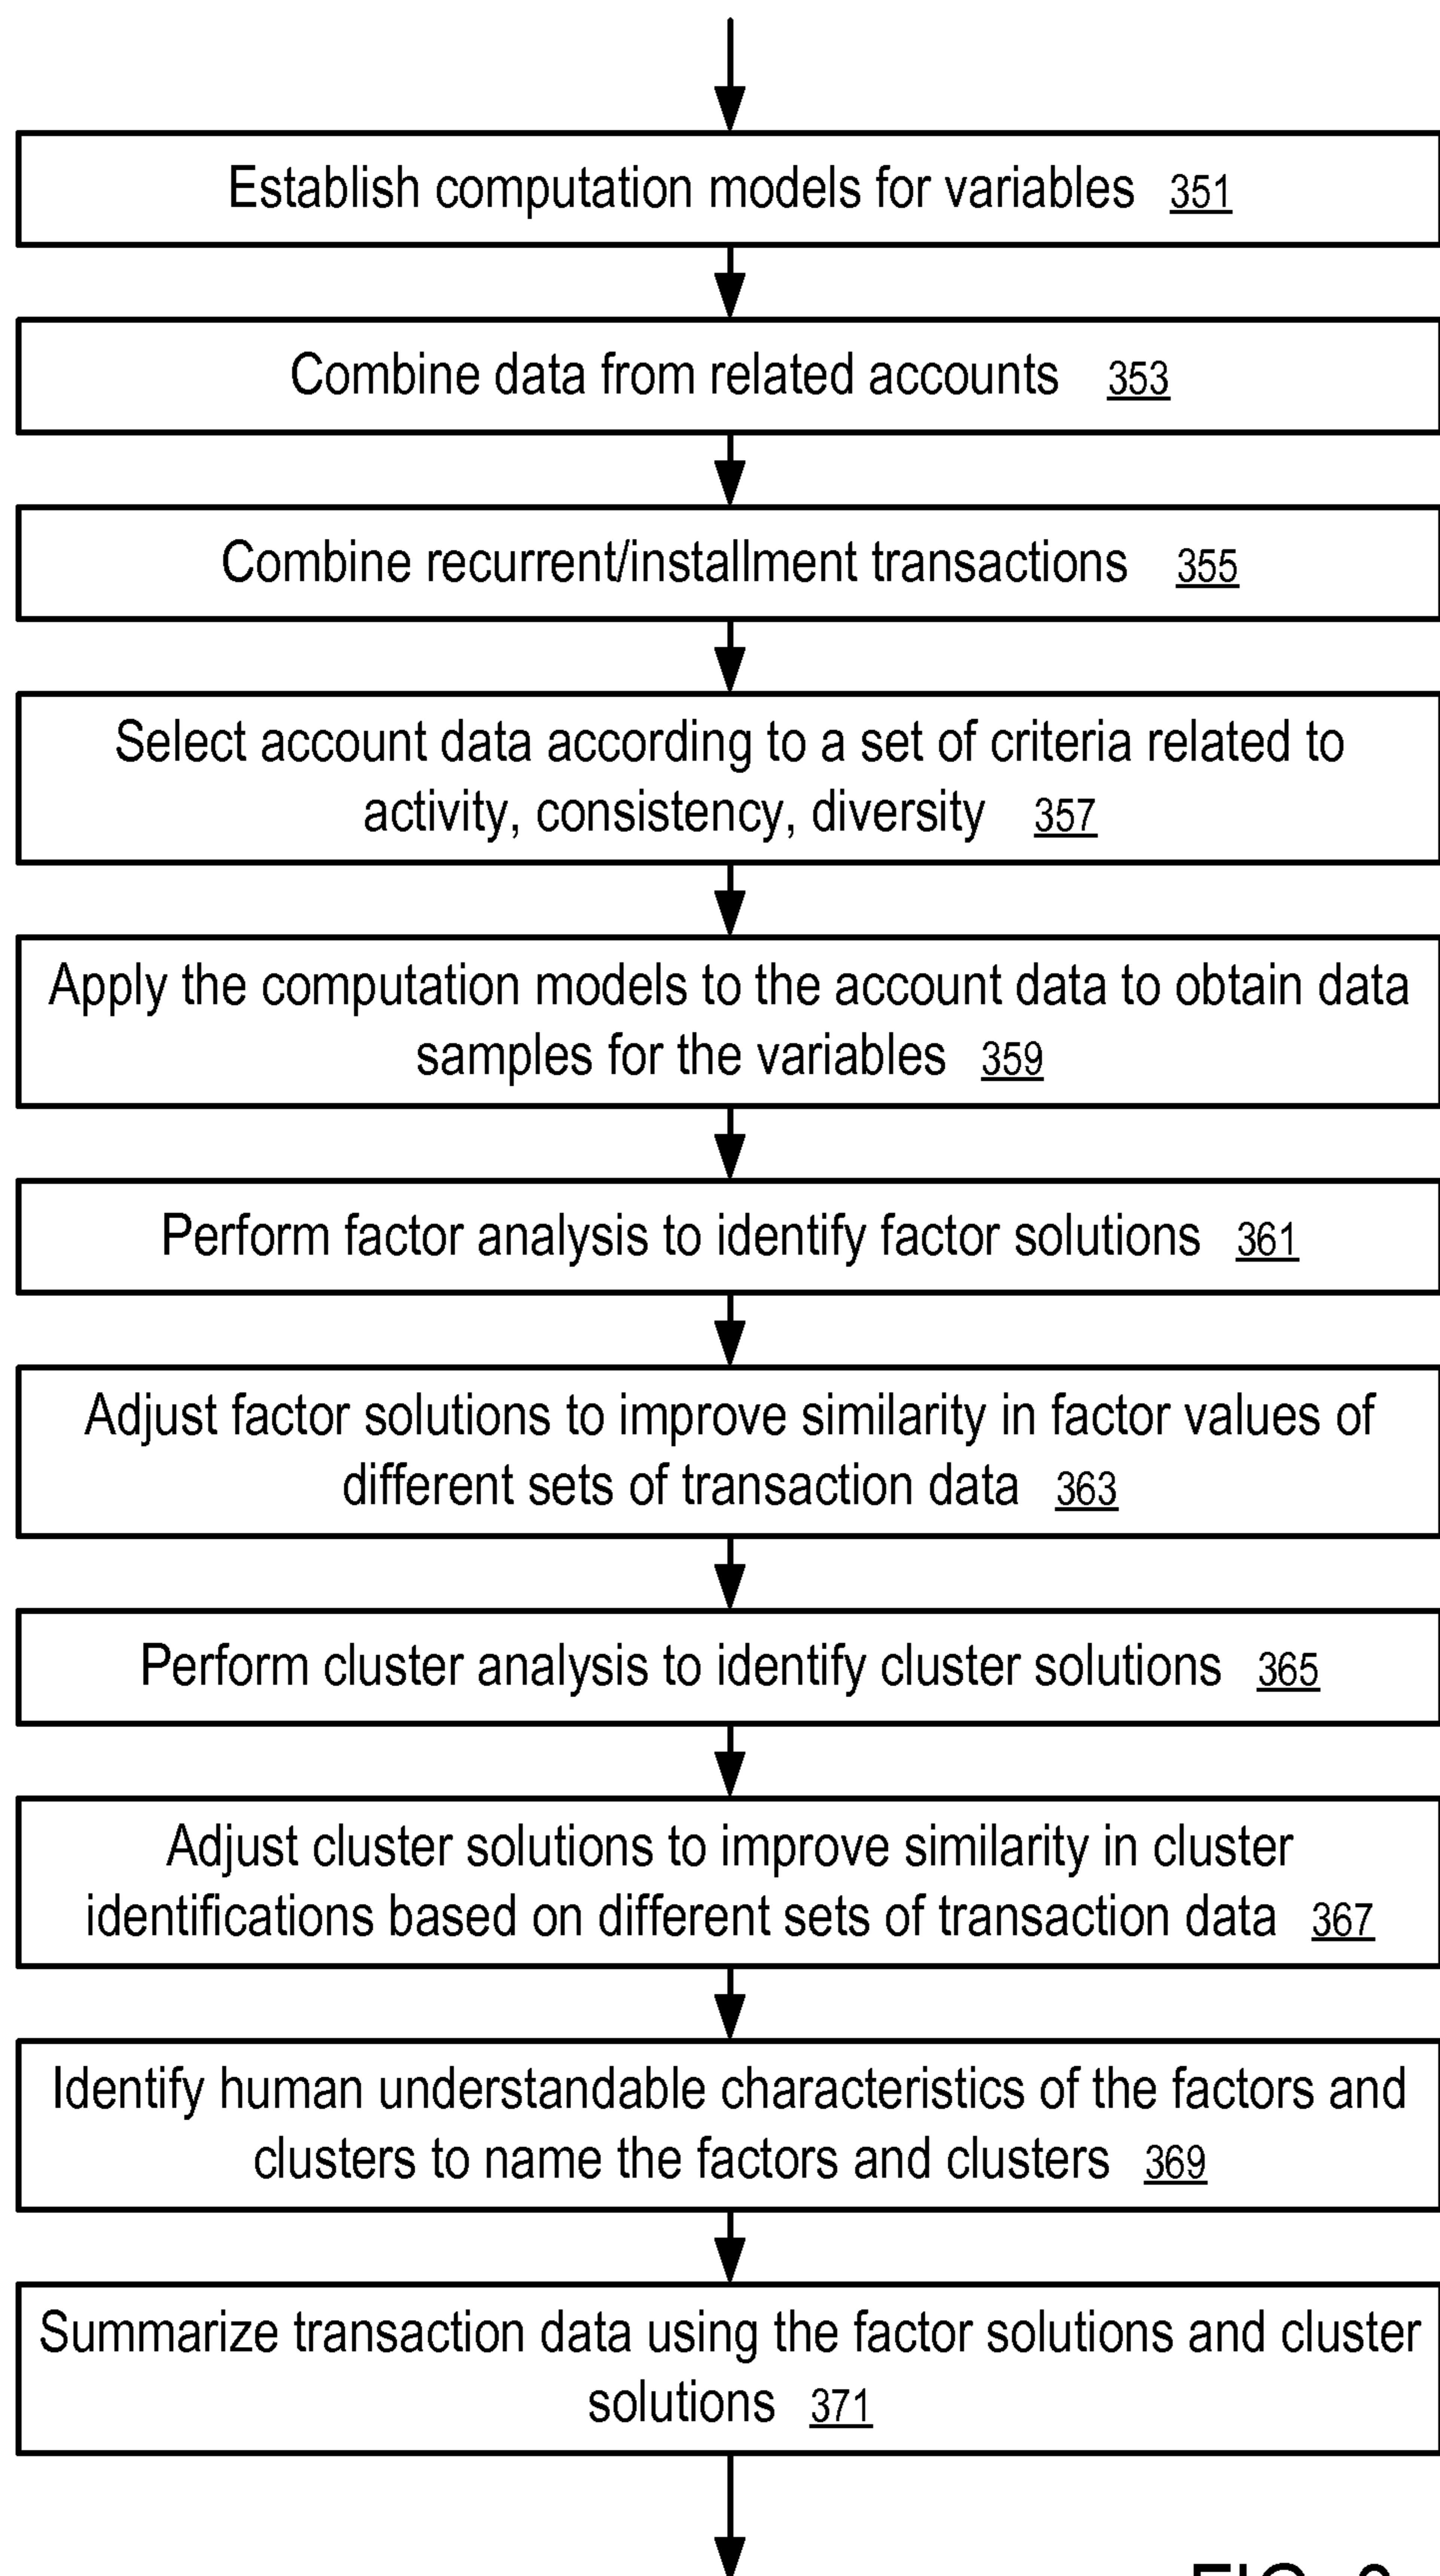 Establish computation models for variables 351
Combine data from related accounts 353
Combine recurrent/installment transactions 355
Select account data according to a set of criteria related to
activity, consistency, diversity 357
Apply the computation models to the account data to obtain data
samples for the variables 359
Perform factor analysis to identify factor solutions 361
Adjust factor solutions to improve similarity in factor values of
different sets of transaction data 363
Perform cluster analysis to identify cluster solutions 365
Adjust cluster solutions to improve similarity in cluster
identifications based on different sets of transaction data 367
Identify human understandable characteristics of the factors and
clusters to name the factors and clusters 369
Summarize transaction data using the factor solutions and cluster
solutions 371